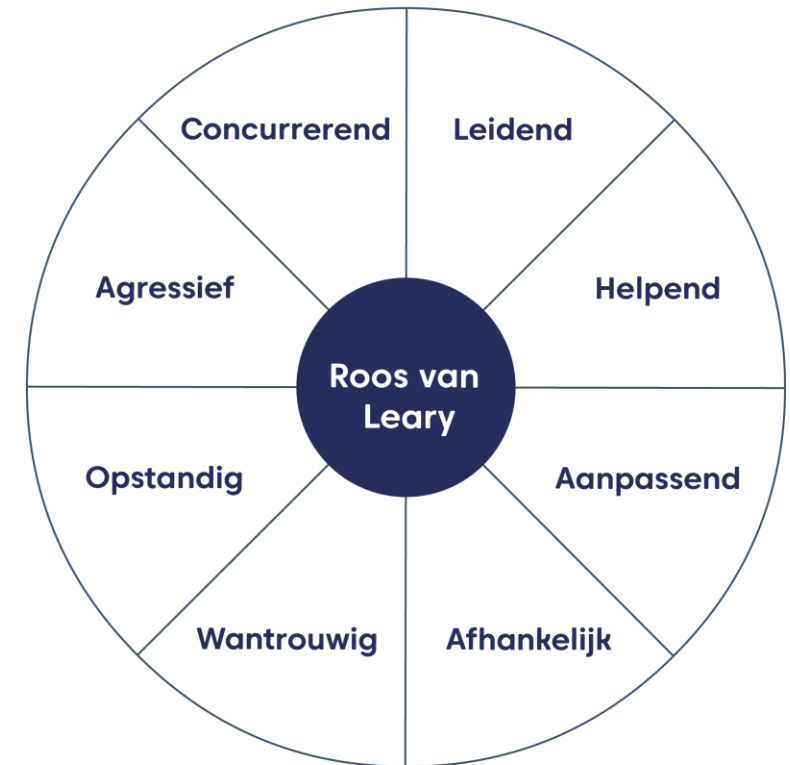 Concurrerend
Leidend
Agressief
Helpend
Roos van
Leary
Opstandig
Aanpassend
Wantrouwig
Afhankelijk